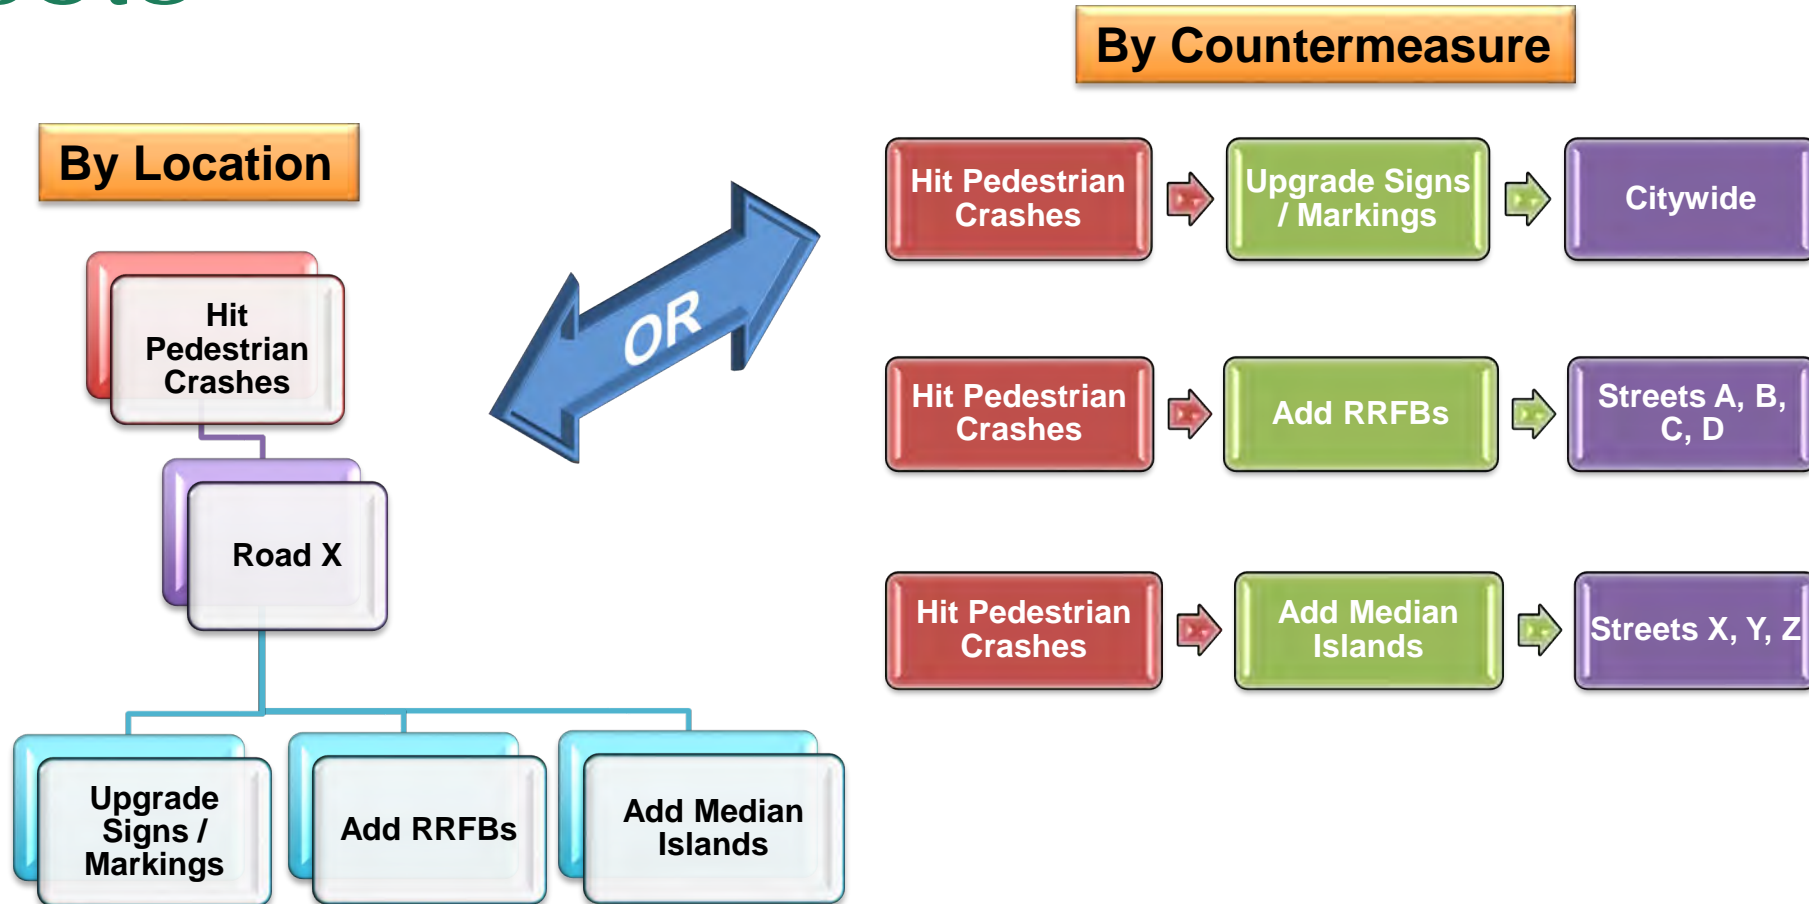 By Location
Hit
Pedestrian
Crashes
Road X
Upgrade
Signs /
Markings
Add RRFBs
Add Median
Islands
OR
By Countermeasure
Hit Pedestrian
Crashes
Upgrade Signs
/ Markings
Citywide
Hit Pedestrian
Crashes
Add RRFBs
Streets A, B,
C, D
Hit Pedestrian
Crashes
Add Median
Islands
Streets X, Y, Z